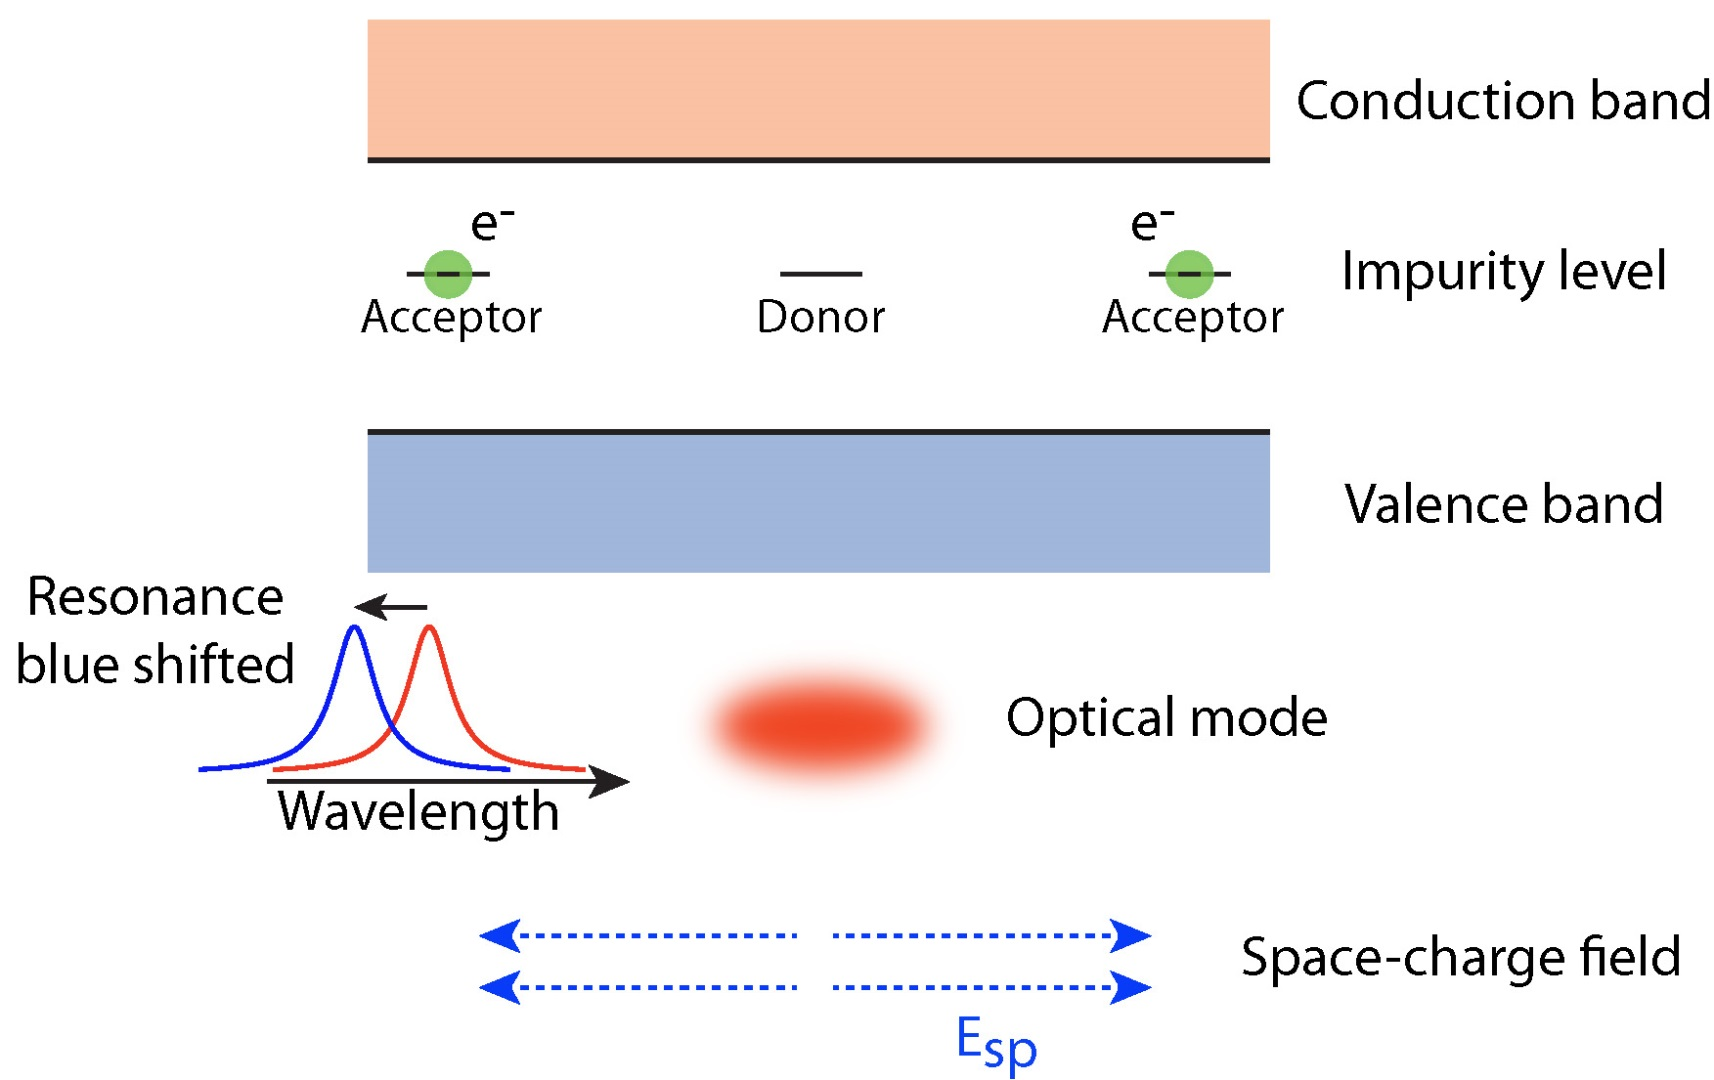 Conduction band
e-
e-
Impurity level
Acceptor
Donor
Acceptor
Valence band
Resonance
blue shifted
Optical mode
Wavelength
Space-charge field
Esp